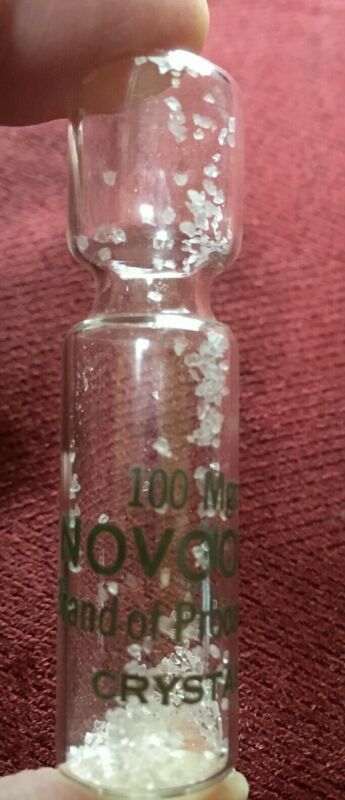 100 Mg
NOVOC
Brand of Proc
CRYSTA